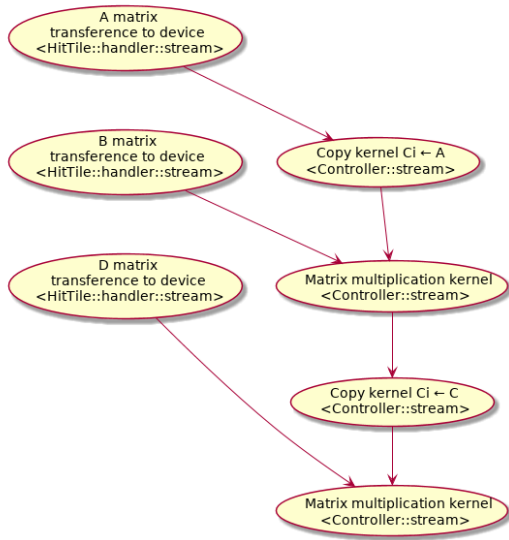 A matrix
transference to device
<HitTile::handler::stream>
B matrix
transference to device
<HitTile::handler::stream>
Copy kernel Ci ← A
<Controller::stream>
D matrix
transference to device
<HitTile::handler::stream>
Matrix multiplication kernel
<Controller::stream>
Copy kernel Ci ← C
<Controller::stream>
Matrix multiplication kernel
<Controller::stream>